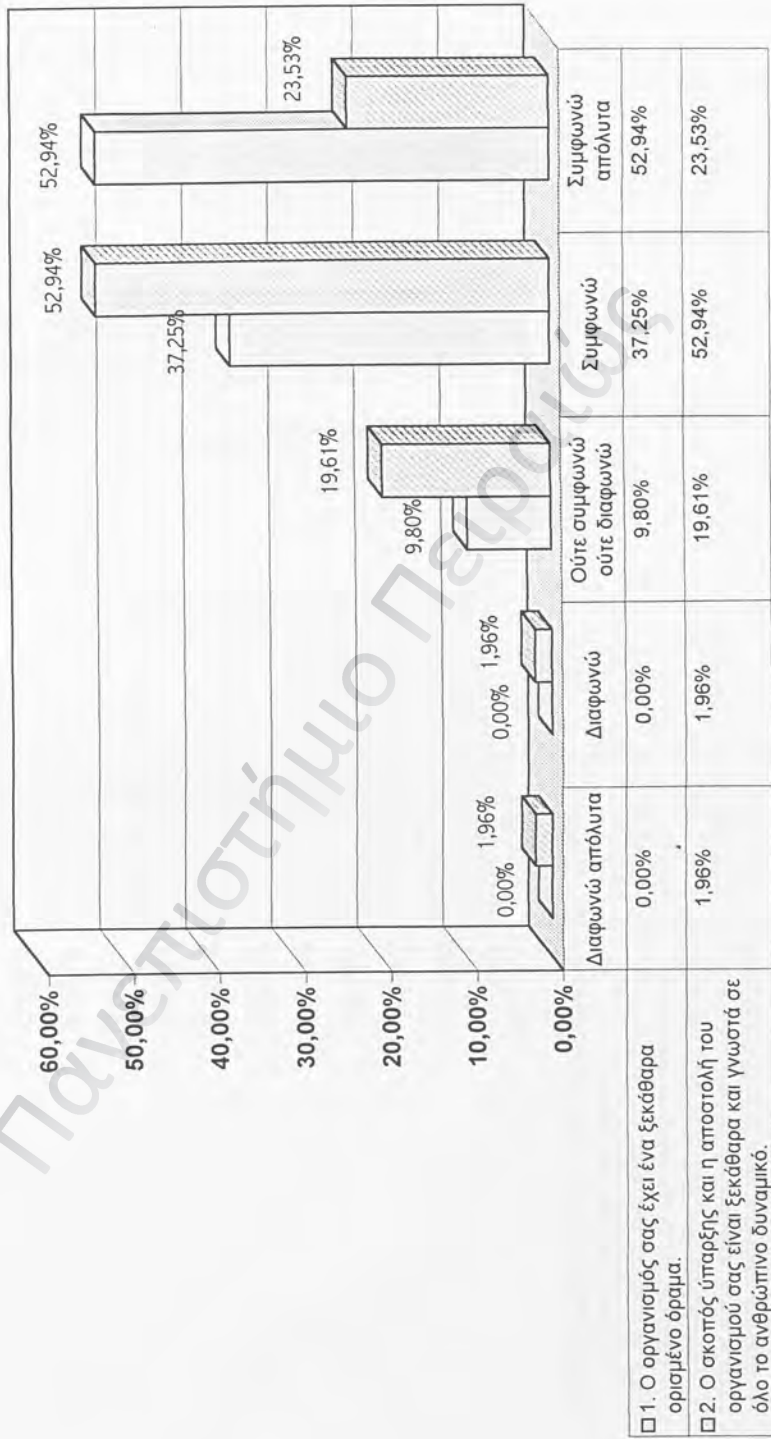 60,00%
50,00%
40,00%
30,00%
20,00%
10,00%
0,00%
0,00%
1,96%
0,00%
1,96%
9,80%
19,61%
37,25%
52,94%
52,94%
23,53%
Διαφωνώ απόλυτα
Διαφωνώ
Ούτε συμφωνώ
ούτε διαφωνώ
Συμφωνώ
Συμφωνώ
απόλυτα
1. Ο οργανισμός σας έχει ένα ξεκάθαρα
ορισμένο όραμα.
0,00%
0,00%
9,80%
37,25%
52,94%
2. Ο σκοπός ύπαρξης και η αποστολή του
οργανισμού σας είναι ξεκάθαρα και γνωστά σε
όλο το ανθρώπινο δυναμικό.
1,96%
1,96%
19,61%
52,94%
23,53%
Πανεπιστήμιο Πειραιώς